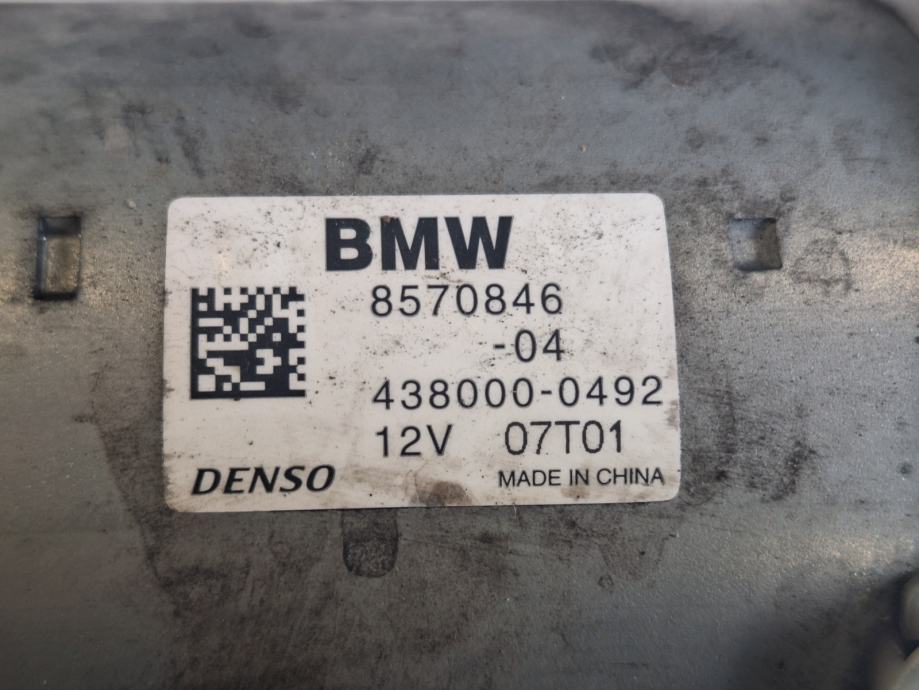 BMW
8570846
-04
438000-0492
12V 07T01
DENSO
MADE IN CHINA